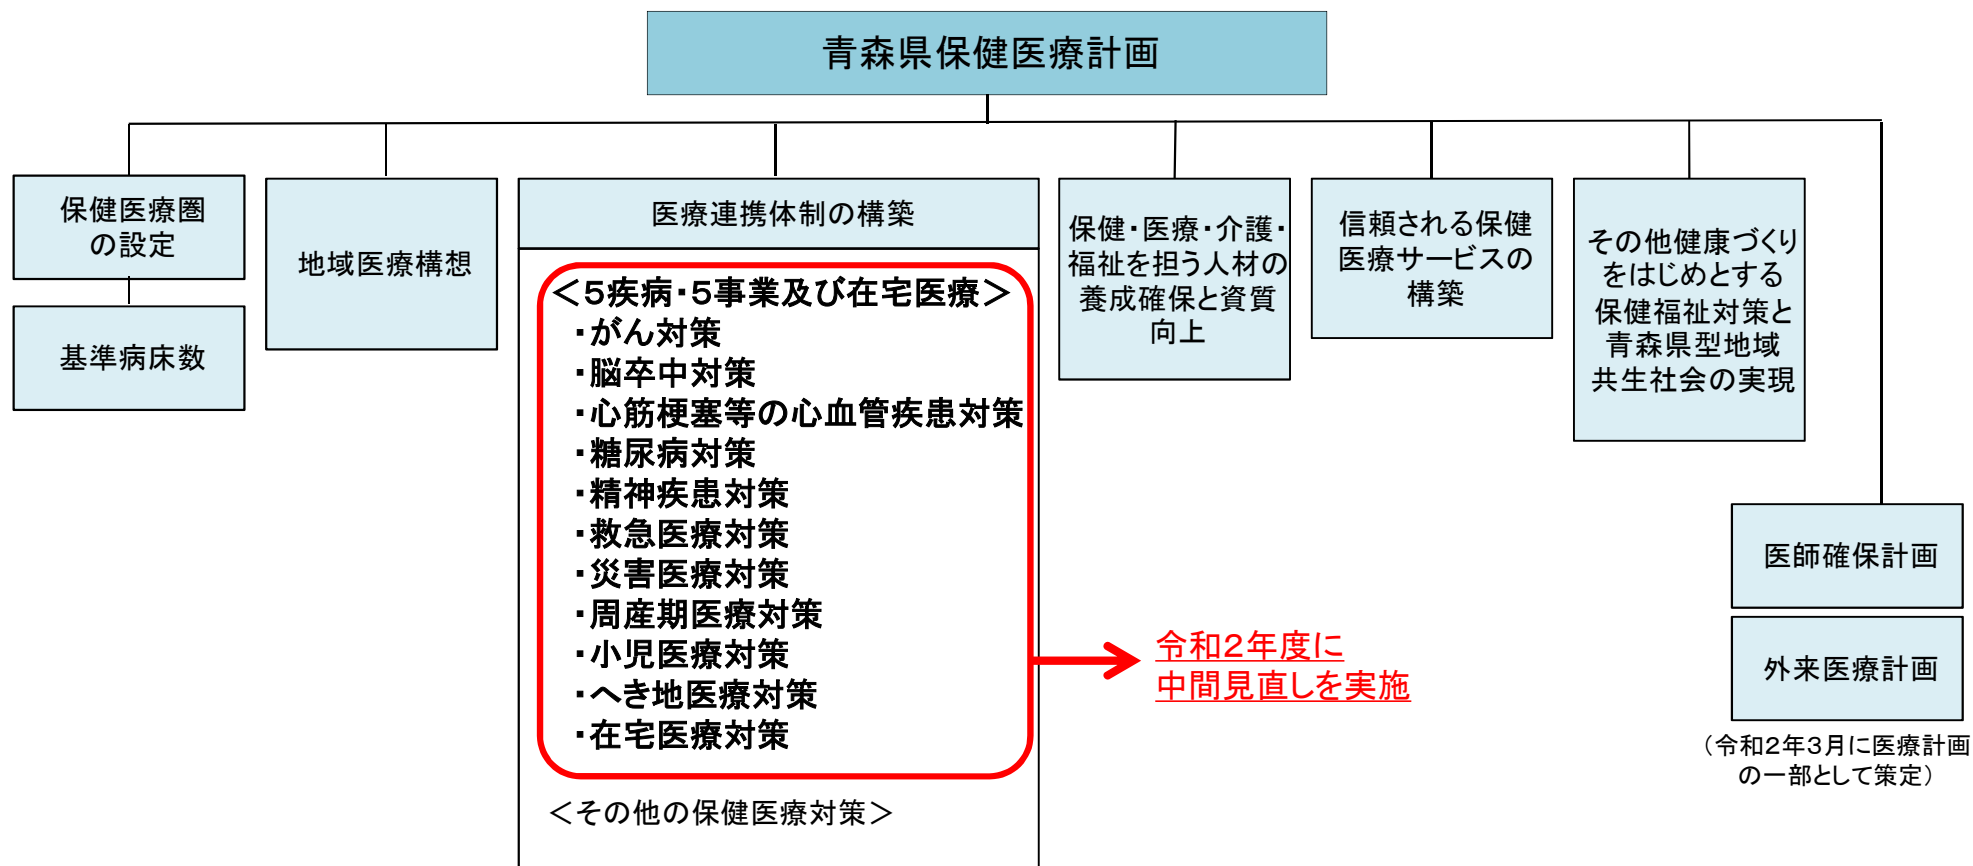 青森県保健医療計画
保健医療圏
の設定
基準病床数
地域医療構想
医療連携体制の構築
＜５疾病・５事業及び在宅医療＞
・がん対策
・脳卒中対策
・心筋梗塞等の心血管疾患対策
・糖尿病対策
・精神疾患対策
・救急医療対策
・災害医療対策
・周産期医療対策
・小児医療対策
・へき地医療対策
・在宅医療対策
＜その他の保健医療対策＞
令和２年度に
中間見直しを実施
保健・医療・介護・
福祉を担う人材の
養成確保と資質
向上
信頼される保健
医療サービスの
構築
その他健康づくり
をはじめとする
保健福祉対策と
青森県型地域
共生社会の実現
医師確保計画
外来医療計画
（令和２年３月に医療計画
の一部として策定）